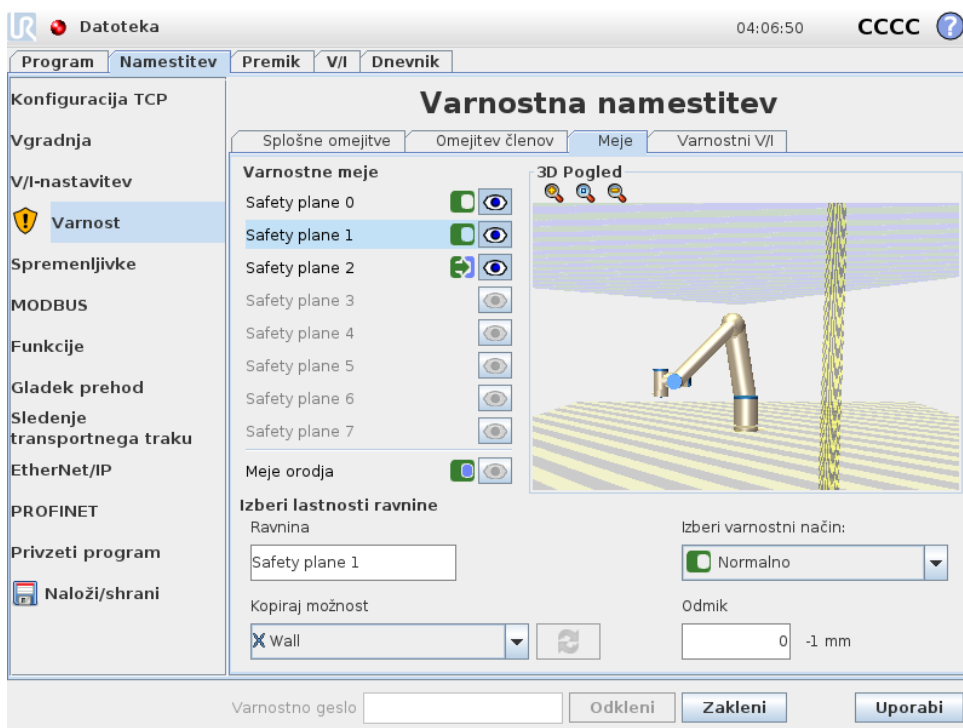 UR Datoteka 04:06:50 CCCC ?
Program Namestitev Premik V/I Dnevnik
Konfiguracija TCP
Vgradnja
V/I-nastavitev
Varnost
Spremenljivke
MODBUS
Funkcije
Gladek prehod
Sledenje
transportnega traku
EtherNet/IP
PROFINET
Privzeti program
Naloži/shrani
Varnostna namestitev
Splošne omejitve Omejitev členov Meje Varnostni V/I
Varnostne meje
Safety plane 0
Safety plane 1
Safety plane 2
Safety plane 3
Safety plane 4
Safety plane 5
Safety plane 6
Safety plane 7
Meje orodja
3D Pogled
Izberi lastnosti ravnine
Ravnina
Safety plane 1
Kopiraj možnost
Wall
Izberi varnostni način:
Normalno
Odmik
0 -1 mm
Varnostno geslo Odkleni Zakleni Uporabi